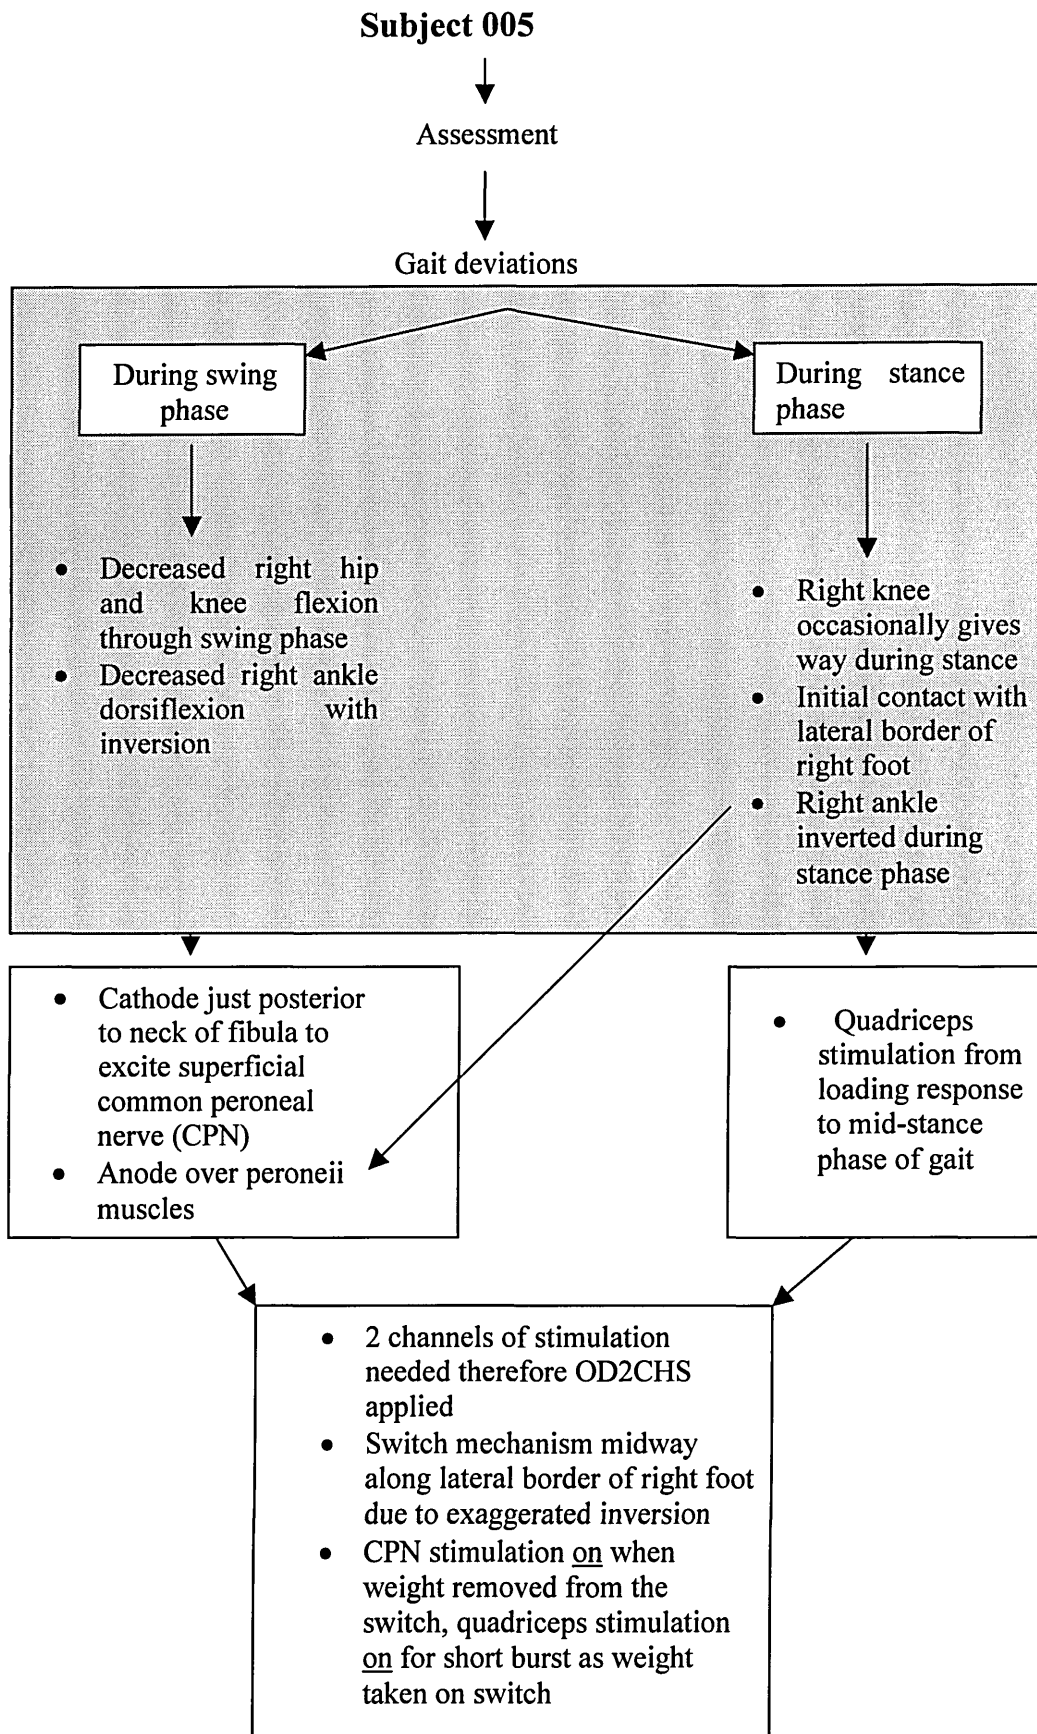 Subject 005
Assessment
Gait deviations
During swing
phase
• Decreased right hip
and knee flexion
through swing phase
• Decreased right ankle
dorsiflexion with
inversion
During stance
phase
• Right knee
occasionally gives
way during stance
• Initial contact with
lateral border of
right foot
• Right ankle
inverted during
stance phase
• Cathode just posterior
to neck of fibula to
excite superficial
common peroneal
nerve (CPN)
• Anode over peroneii
muscles
• Quadriceps
stimulation from
loading response
to mid-stance
phase of gait
• 2 channels of stimulation
needed therefore OD2CHS
applied
• Switch mechanism midway
along lateral border of right foot
due to exaggerated inversion
• CPN stimulation on when
weight removed from the
switch, quadriceps stimulation
on for short burst as weight
taken on switch